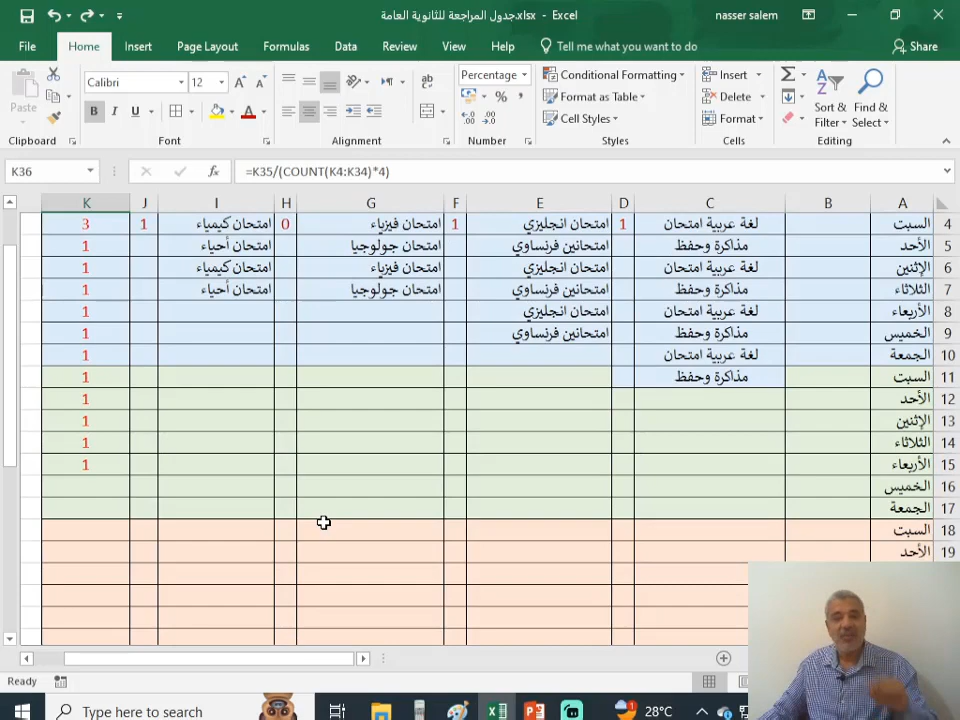 جدول المراجعة للثانوية العامة.xlsx - Excel
nasser salem
File Home Insert Page Layout Formulas Data Review View Help Tell me what you want to do Share
Paste
Calibri 12
Percentage
Conditional Formatting
Format as Table
Cell Styles
Insert
Delete
Format
Sort & Filter
Find & Select
Clipboard Font Alignment Number Styles Cells Editing
K36 fx =K35/(COUNT(K4:K34)*4)
K J I H G F E D C B A
4 السبت لغة عربية امتحان 1 امتحان انجليزي 1 امتحان فيزياء 0 امتحان كيمياء 1 3
5 الأحد مذاكرة وحفظ امتحانين فرنساوي امتحان جولوجيا امتحان أحياء 1
6 الإثنين لغة عربية امتحان امتحان انجليزي امتحان فيزياء امتحان كيمياء 1
7 الثلاثاء مذاكرة وحفظ امتحانين فرنساوي امتحان جولوجيا امتحان أحياء 1
8 الأربعاء لغة عربية امتحان امتحان انجليزي 1
9 الخميس مذاكرة وحفظ امتحانين فرنساوي 1
10 الجمعة لغة عربية امتحان 1
11 السبت مذاكرة وحفظ 1
12 الأحد 1
13 الإثنين 1
14 الثلاثاء 1
15 الأربعاء 1
16 الخميس
17 الجمعة
18 السبت
19 الأحد
Ready
Type here to search
28°C